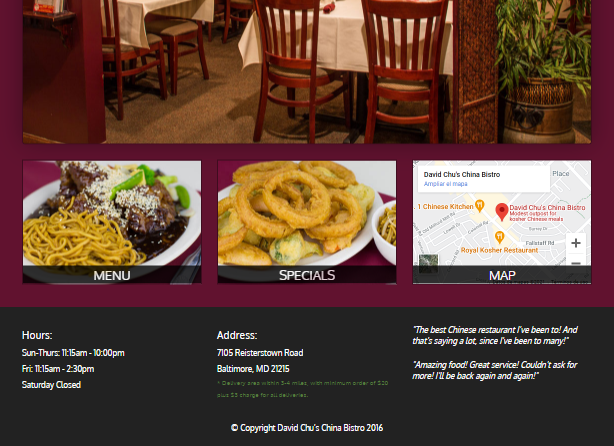 MENU
SPECIALS
David Chu's China Bistro
Ampliar el mapa
Place
1 Chinese Kitchen
David Chu's China Bistro
Modest outpost for
kosher Chinese meals
Fallstaff Rd
Royal Kosher Restaurant
MAP
Hours:
Sun-Thurs: 11:15am - 10:00pm
Fri: 11:15am - 2:30pm
Saturday Closed
Address:
7105 Reisterstown Road
Baltimore, MD 21215
* Delivery area within 3-4 miles, with minimum order of $20
plus $3 charge for all deliveries.
"The best Chinese restaurant I've been to! And
that's saying a lot, since I've been to many!"
"Amazing food! Great service! Couldn't ask for
more! I'll be back again and again!"
© Copyright David Chu's China Bistro 2016